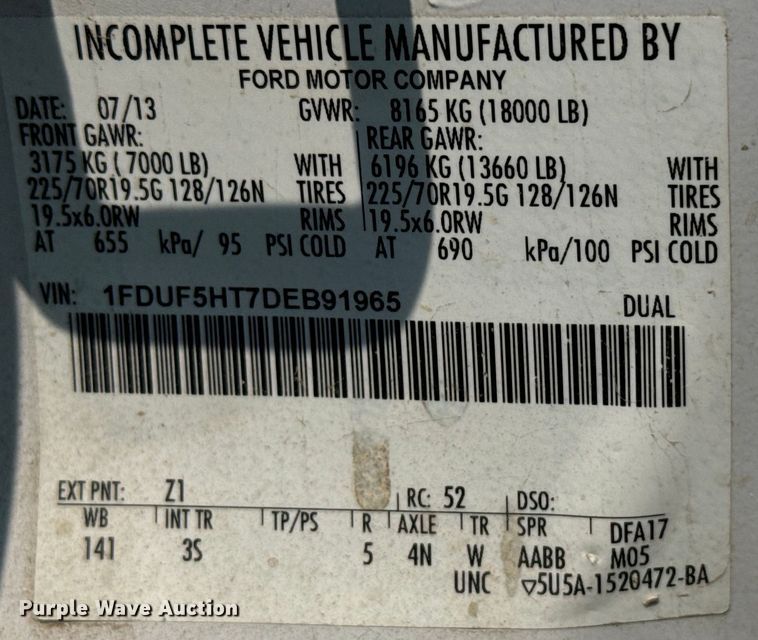 INCOMPLETE VEHICLE MANUFACTURED BY
FORD MOTOR COMPANY
DATE: 07/13 GVWR: 8165 KG (18000 LB)
FRONT GAWR: REAR GAWR:
3175 KG (7000 LB) WITH 6196 KG (13660 LB) WITH
225/70R19.5G 128/126N TIRES 225/70R19.5G 128/126N TIRES
19.5x6.0RW RIMS 19.5x6.0RW RIMS
AT 655 kPa/ 95 PSI COLD AT 690 kPa/100 PSI COLD
VIN: 1FDUF5HT7DEB91965 DUAL
EXT PNT: Z1 RC: 52 DSO:
WB INT TR TP/PS R AXLE TR SPR DFA17
141 3S 5 4N W AABB M05
UNC ▽5U5A-1520472-BA
Purple Wave Auction